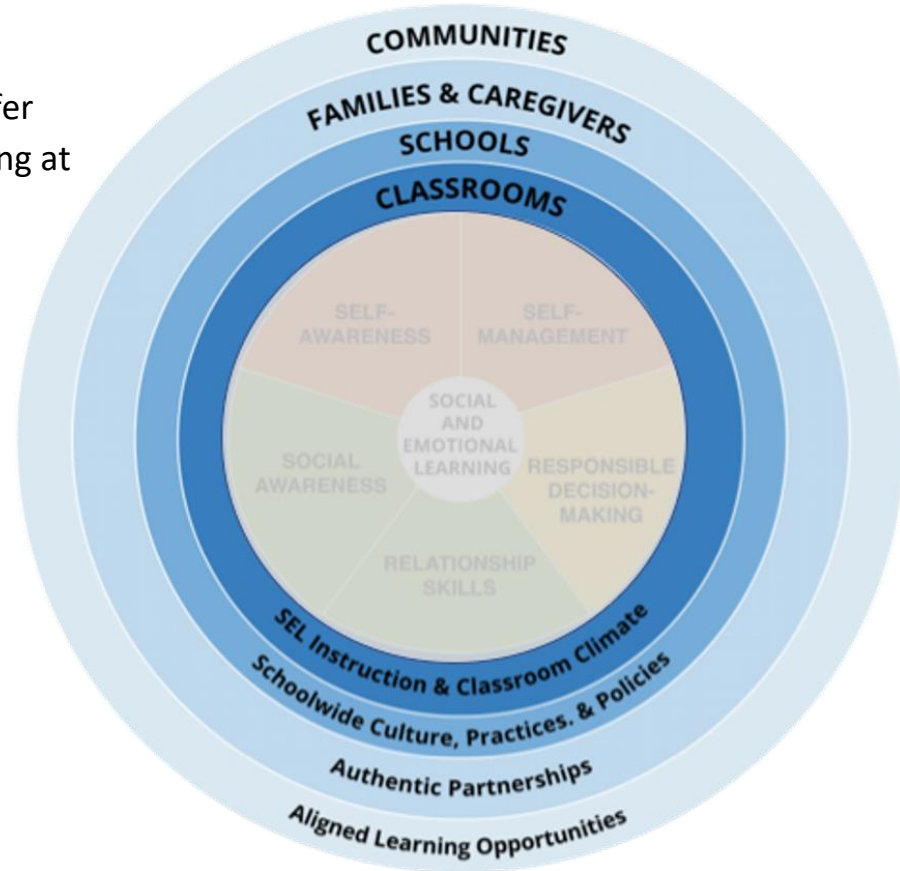 fer
ng at
COMMUNITIES
FAMILIES & CAREGIVERS
SCHOOLS
CLASSROOMS
SELF-
AWARENESS
SELF-
MANAGEMENT
SOCIAL
AND
EMOTIONAL
LEARNING
SOCIAL
AWARENESS
RESPONSIBLE
DECISION-
MAKING
RELATIONSHIP
SKILLS
SEL Instruction & Classroom Climate
Schoolwide Culture, Practices. & Policies
Authentic Partnerships
Aligned Learning Opportunities